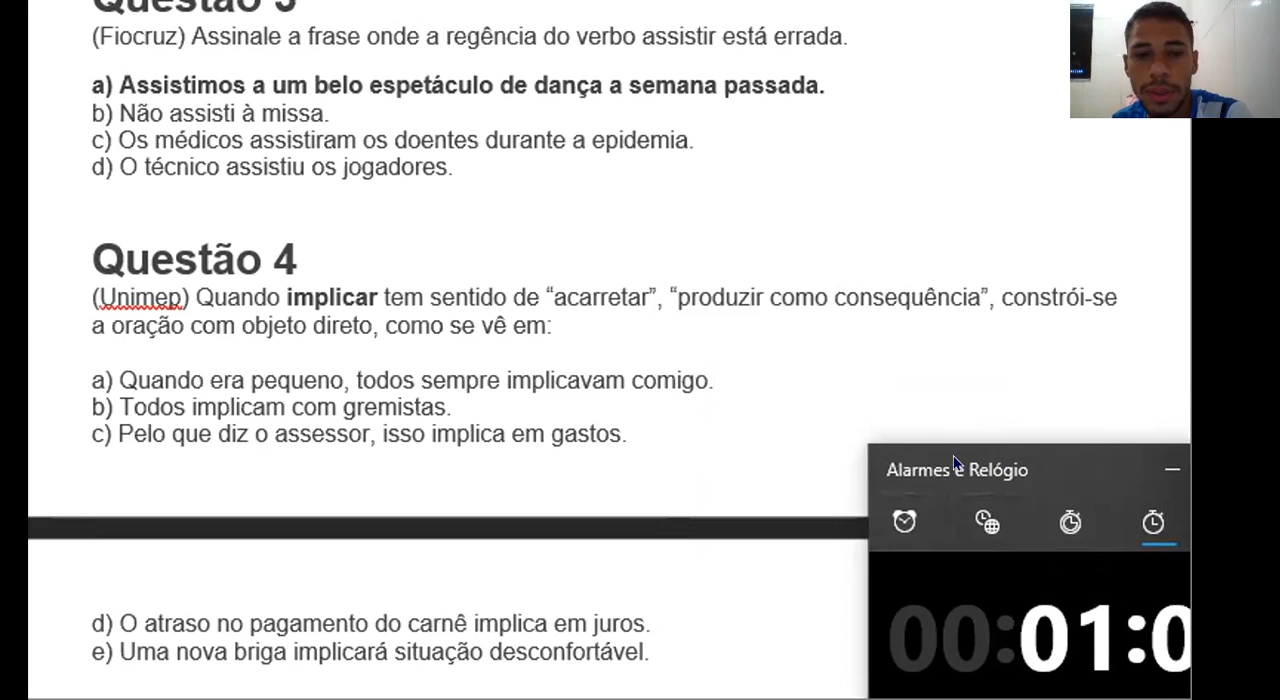 Questão 3
(Fiocruz) Assinale a frase onde a regência do verbo assistir está errada.
a) Assistimos a um belo espetáculo de dança a semana passada.
b) Não assisti à missa.
c) Os médicos assistiram os doentes durante a epidemia.
d) O técnico assistiu os jogadores.
Questão 4
(Unimep) Quando implicar tem sentido de “acarretar”, “produzir como consequência”, constrói-se
a oração com objeto direto, como se vê em:
a) Quando era pequeno, todos sempre implicavam comigo.
b) Todos implicam com gremistas.
c) Pelo que diz o assessor, isso implica em gastos.
Alarmes e Relógio
00:01:0
d) O atraso no pagamento do carnê implica em juros.
e) Uma nova briga implicará situação desconfortável.